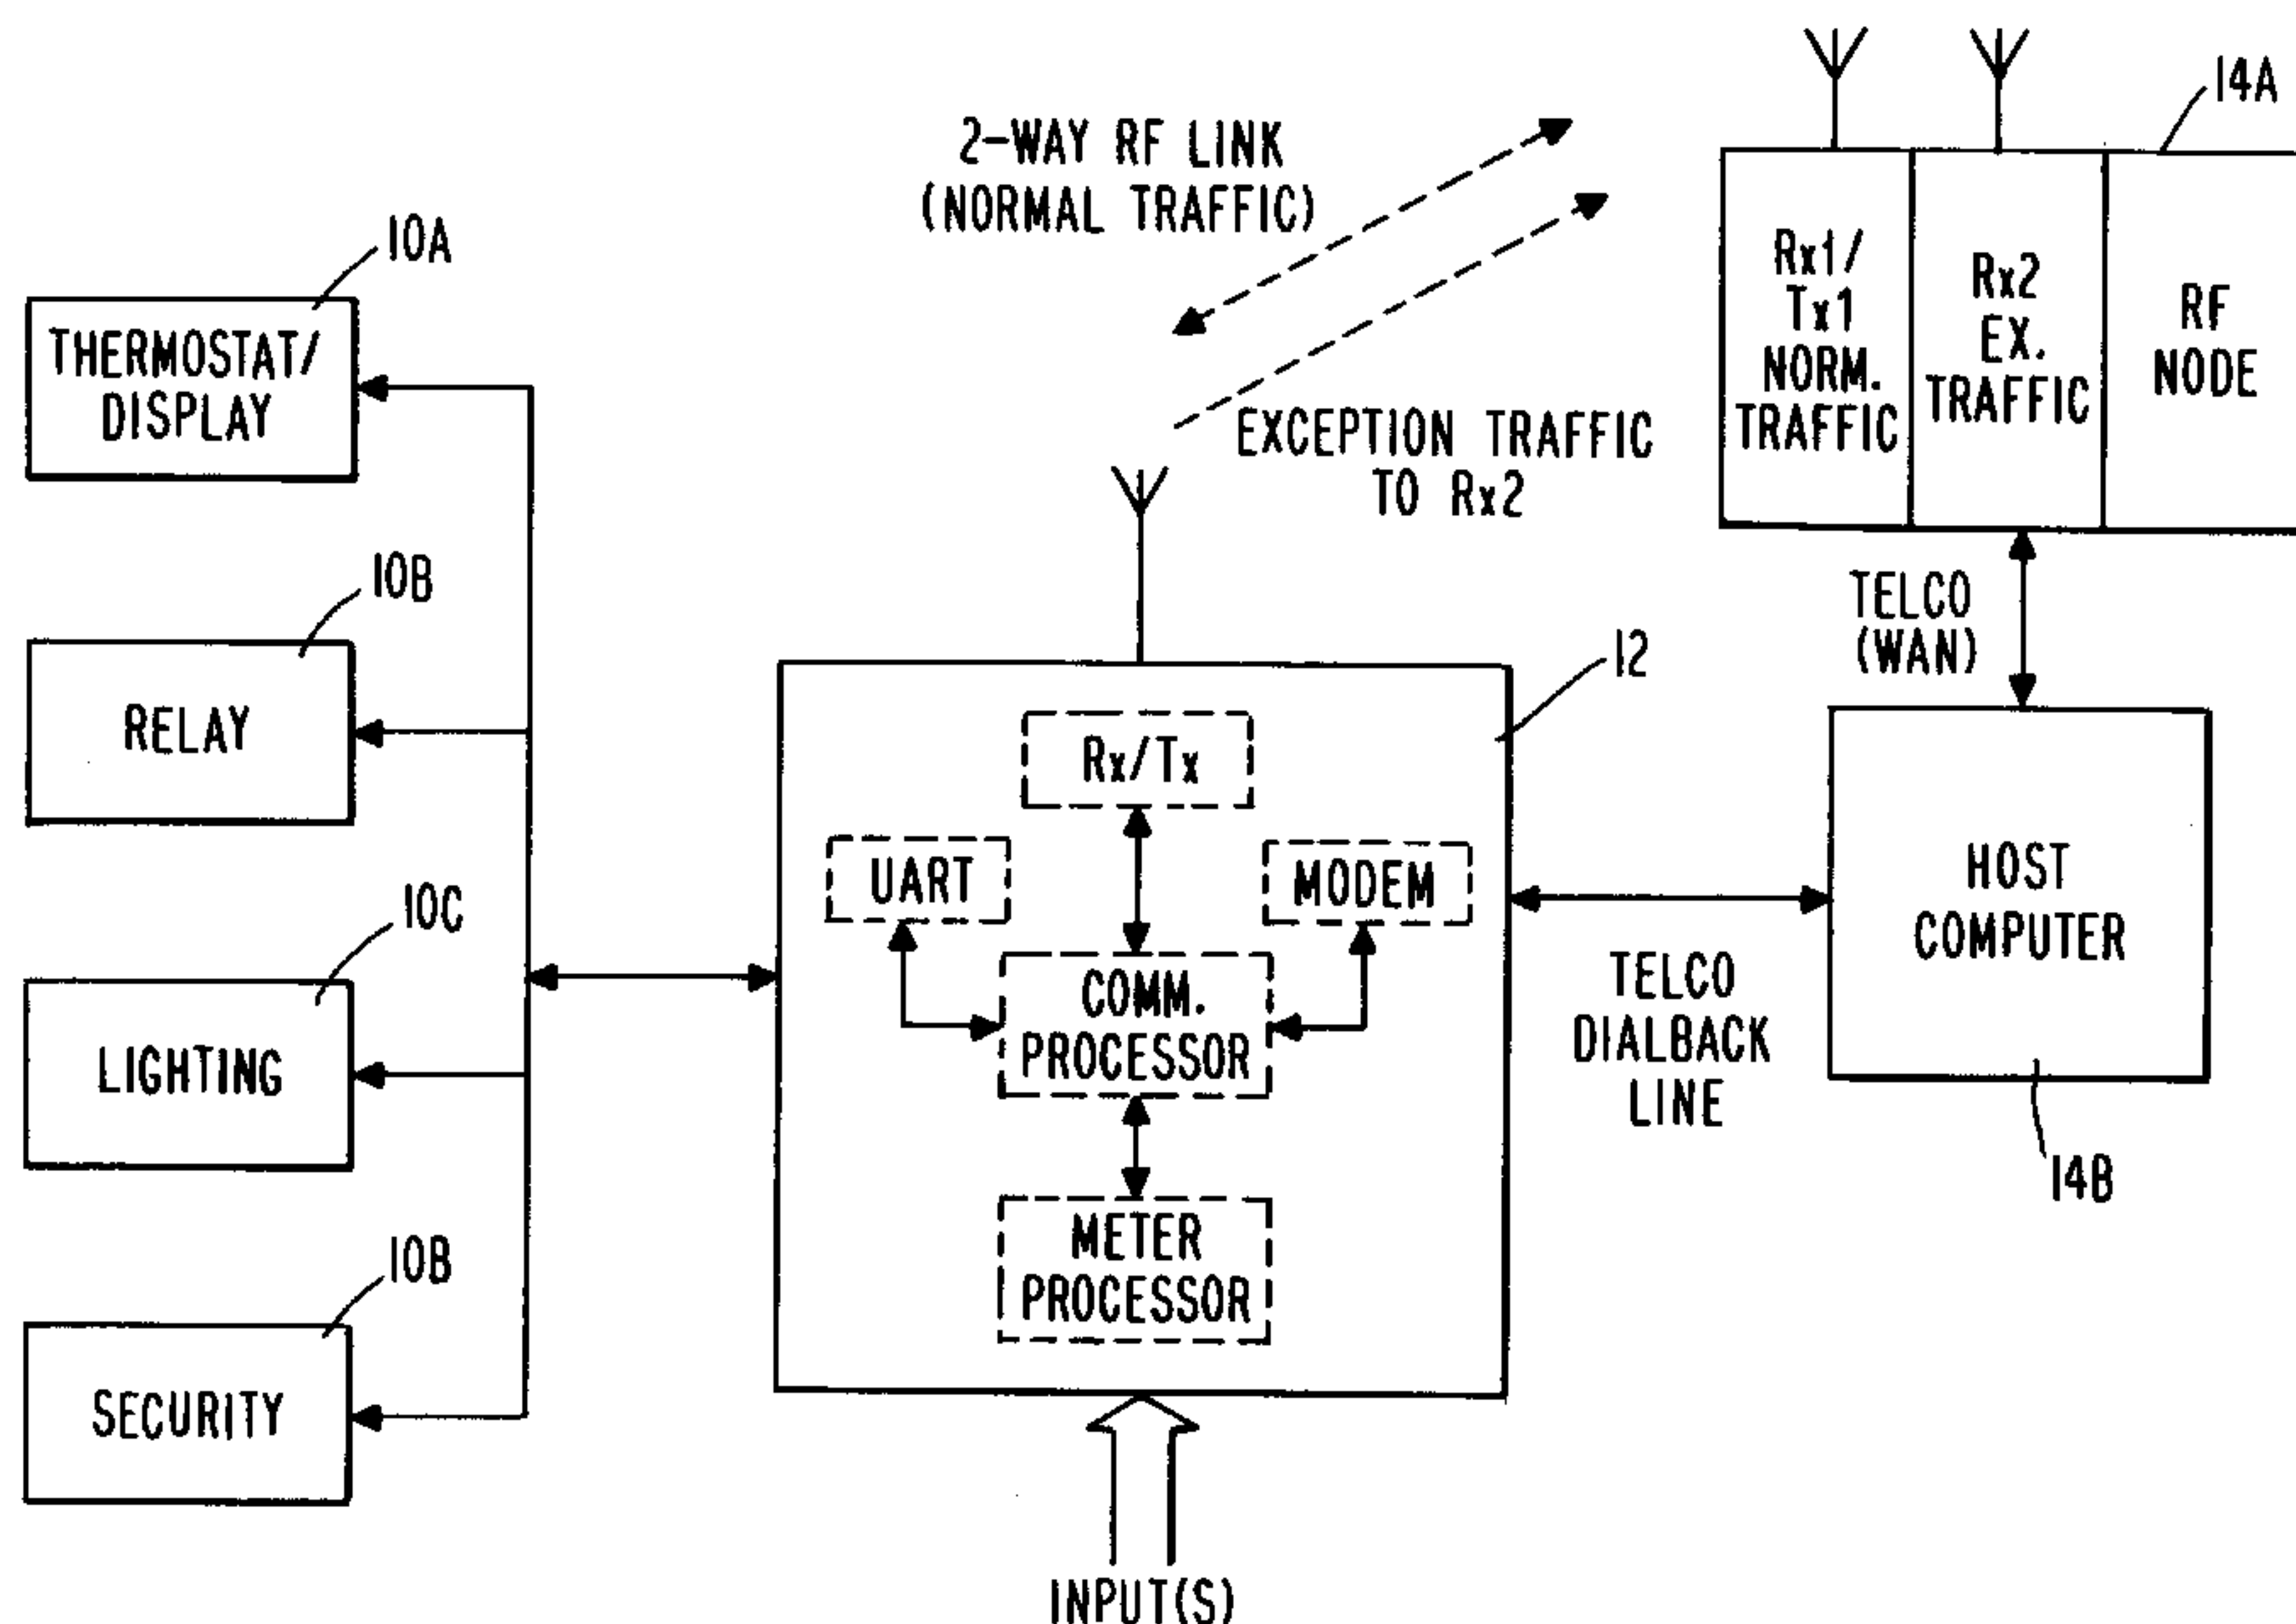 14A
2-WAY RF LINK
(NORMAL TRAFFIC)
Rx1/
Tx1
NORM.
TRAFFIC
Rx2
EX.
TRAFFIC
RF
NODE
EXCEPTION TRAFFIC
TO Rx2
10A
THERMOSTAT/
DISPLAY
10B
RELAY
10C
LIGHTING
10B
SECURITY
12
Rx/Tx
UART
MODEM
COMM.
PROCESSOR
METER
PROCESSOR
INPUT(S)
TELCO
(WAN)
TELCO
DIALBACK
LINE
HOST
COMPUTER
14B